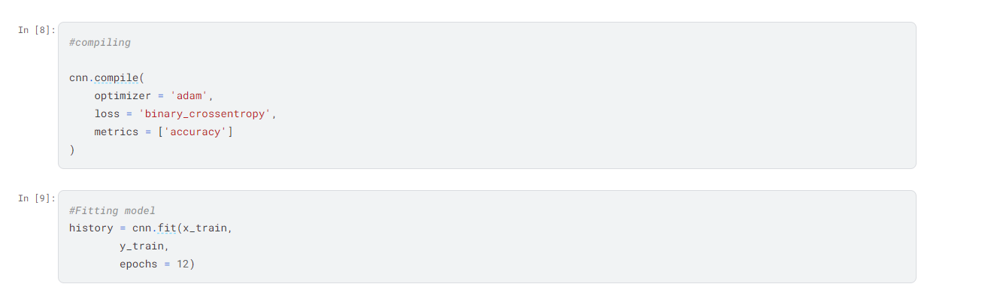 In [8]:
#compiling
cnn.compile(
    optimizer = 'adam',
    loss = 'binary_crossentropy',
    metrics = ['accuracy']
)
In [9]:
#Fitting model
history = cnn.fit(x_train,
        y_train,
        epochs = 12)